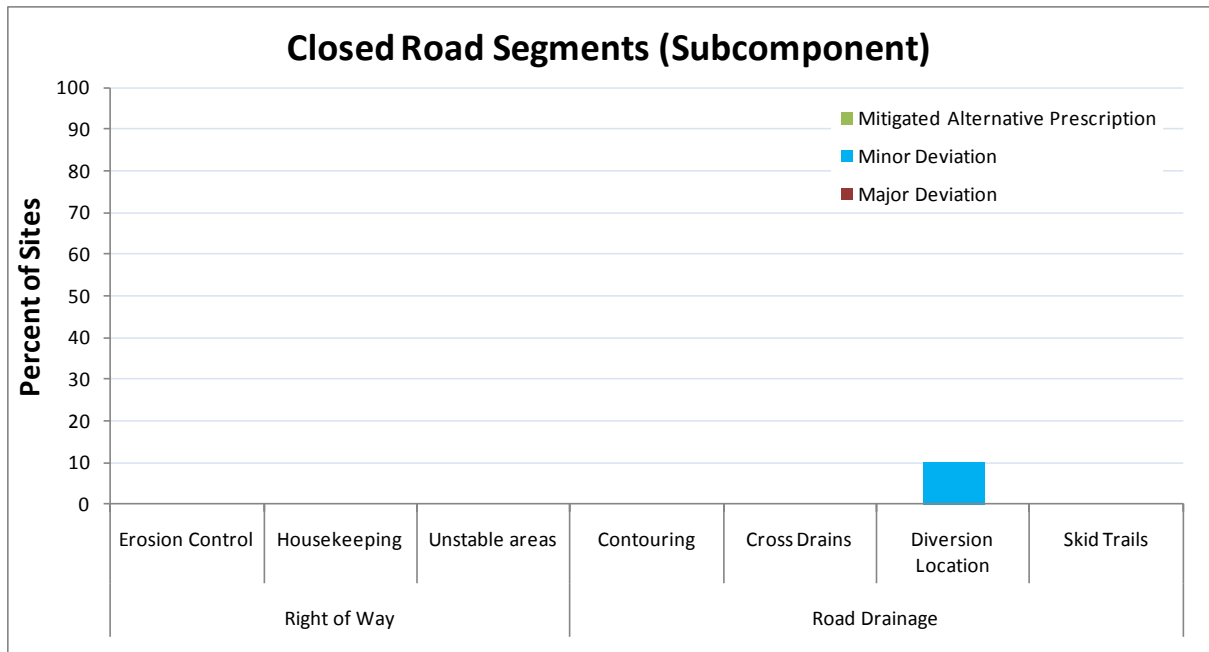 Closed Road Segments (Subcomponent)
Percent of Sites
100
90
80
70
60
50
40
30
20
10
0
Mitigated Alternative Prescription
Minor Deviation
Major Deviation
Erosion Control
Housekeeping
Unstable areas
Contouring
Cross Drains
Diversion
Location
Skid Trails
Right of Way
Road Drainage